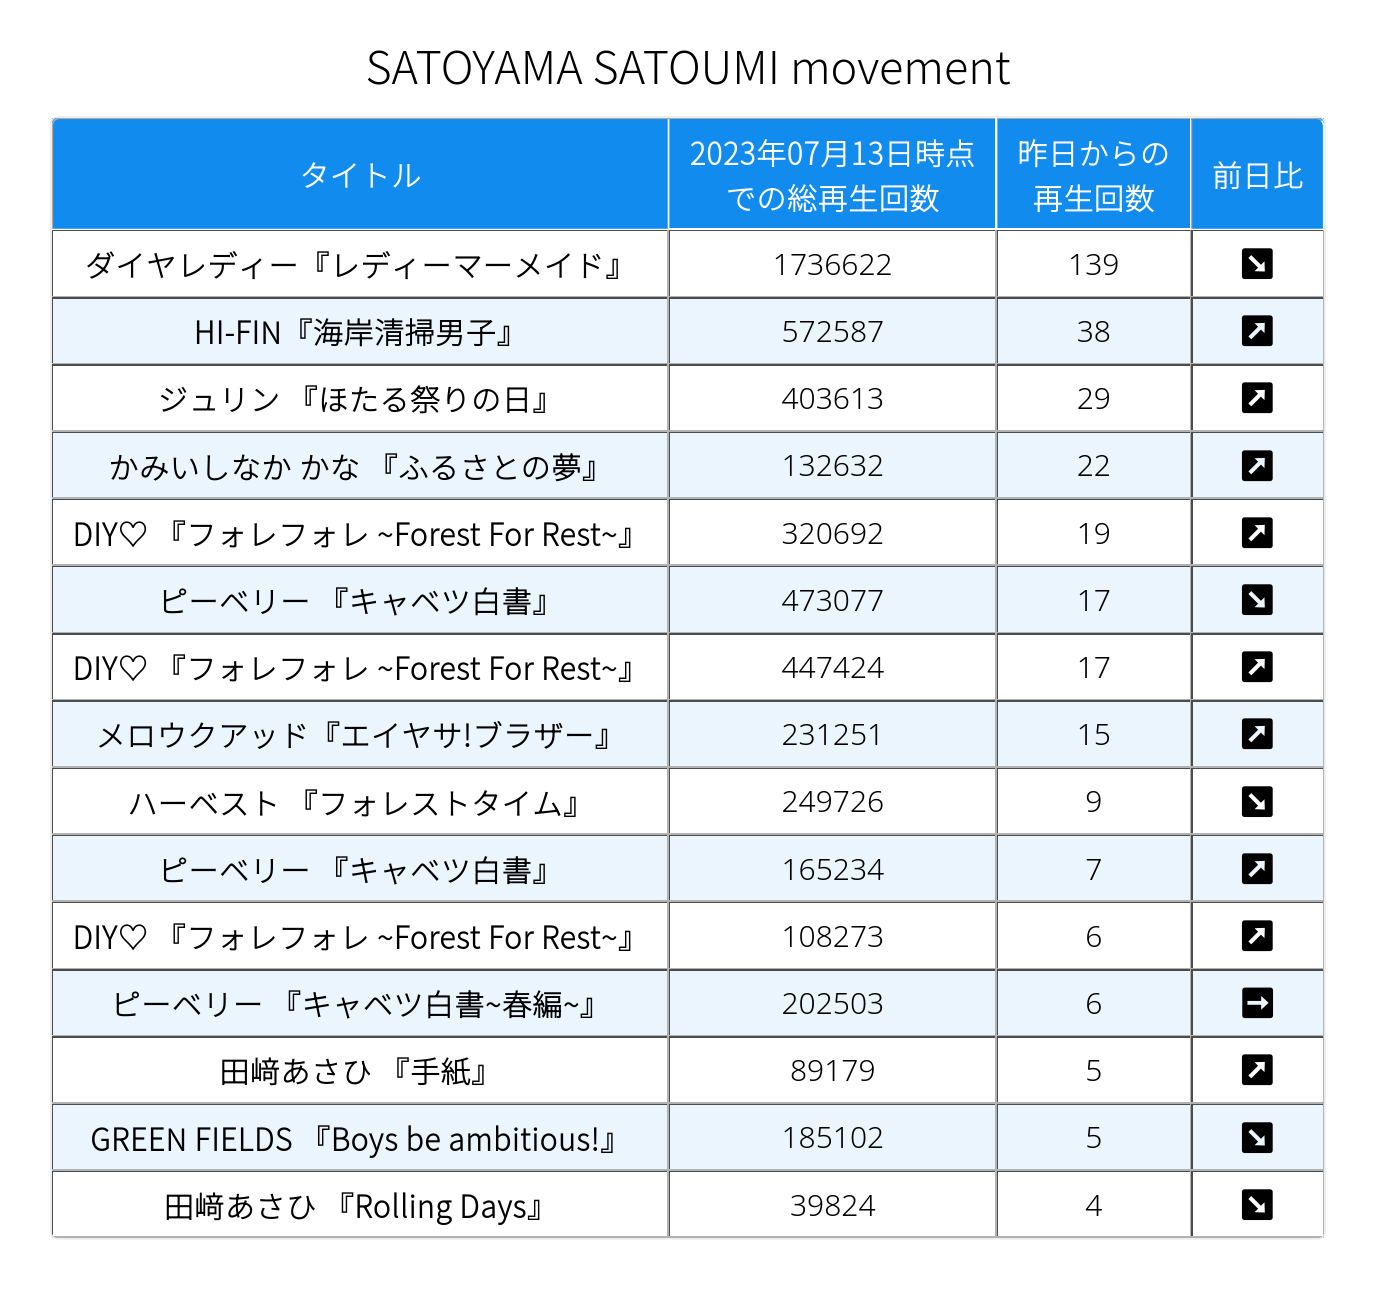 SATOYAMA SATOUMI movement
タイトル 2023年07月13日時点での総再生回数 昨日からの再生回数 前日比
ダイヤレディー『レディーマーメイド』 1736622 139 ↘
HI-FIN『海岸清掃男子』 572587 38 ↗
ジュリン 『ほたる祭りの日』 403613 29 ↗
かみいしなか かな 『ふるさとの夢』 132632 22 ↗
DIY♡ 『フォレフォレ ~Forest For Rest~』 320692 19 ↗
ピーベリー 『キャベツ白書』 473077 17 ↘
DIY♡ 『フォレフォレ ~Forest For Rest~』 447424 17 ↗
メロウクアッド『エイヤサ!ブラザー』 231251 15 ↗
ハーベスト 『フォレストタイム』 249726 9 ↘
ピーベリー 『キャベツ白書』 165234 7 ↗
DIY♡ 『フォレフォレ ~Forest For Rest~』 108273 6 ↗
ピーベリー 『キャベツ白書~春編~』 202503 6 →
田﨑あさひ 『手紙』 89179 5 ↗
GREEN FIELDS 『Boys be ambitious!』 185102 5 ↘
田﨑あさひ 『Rolling Days』 39824 4 ↘